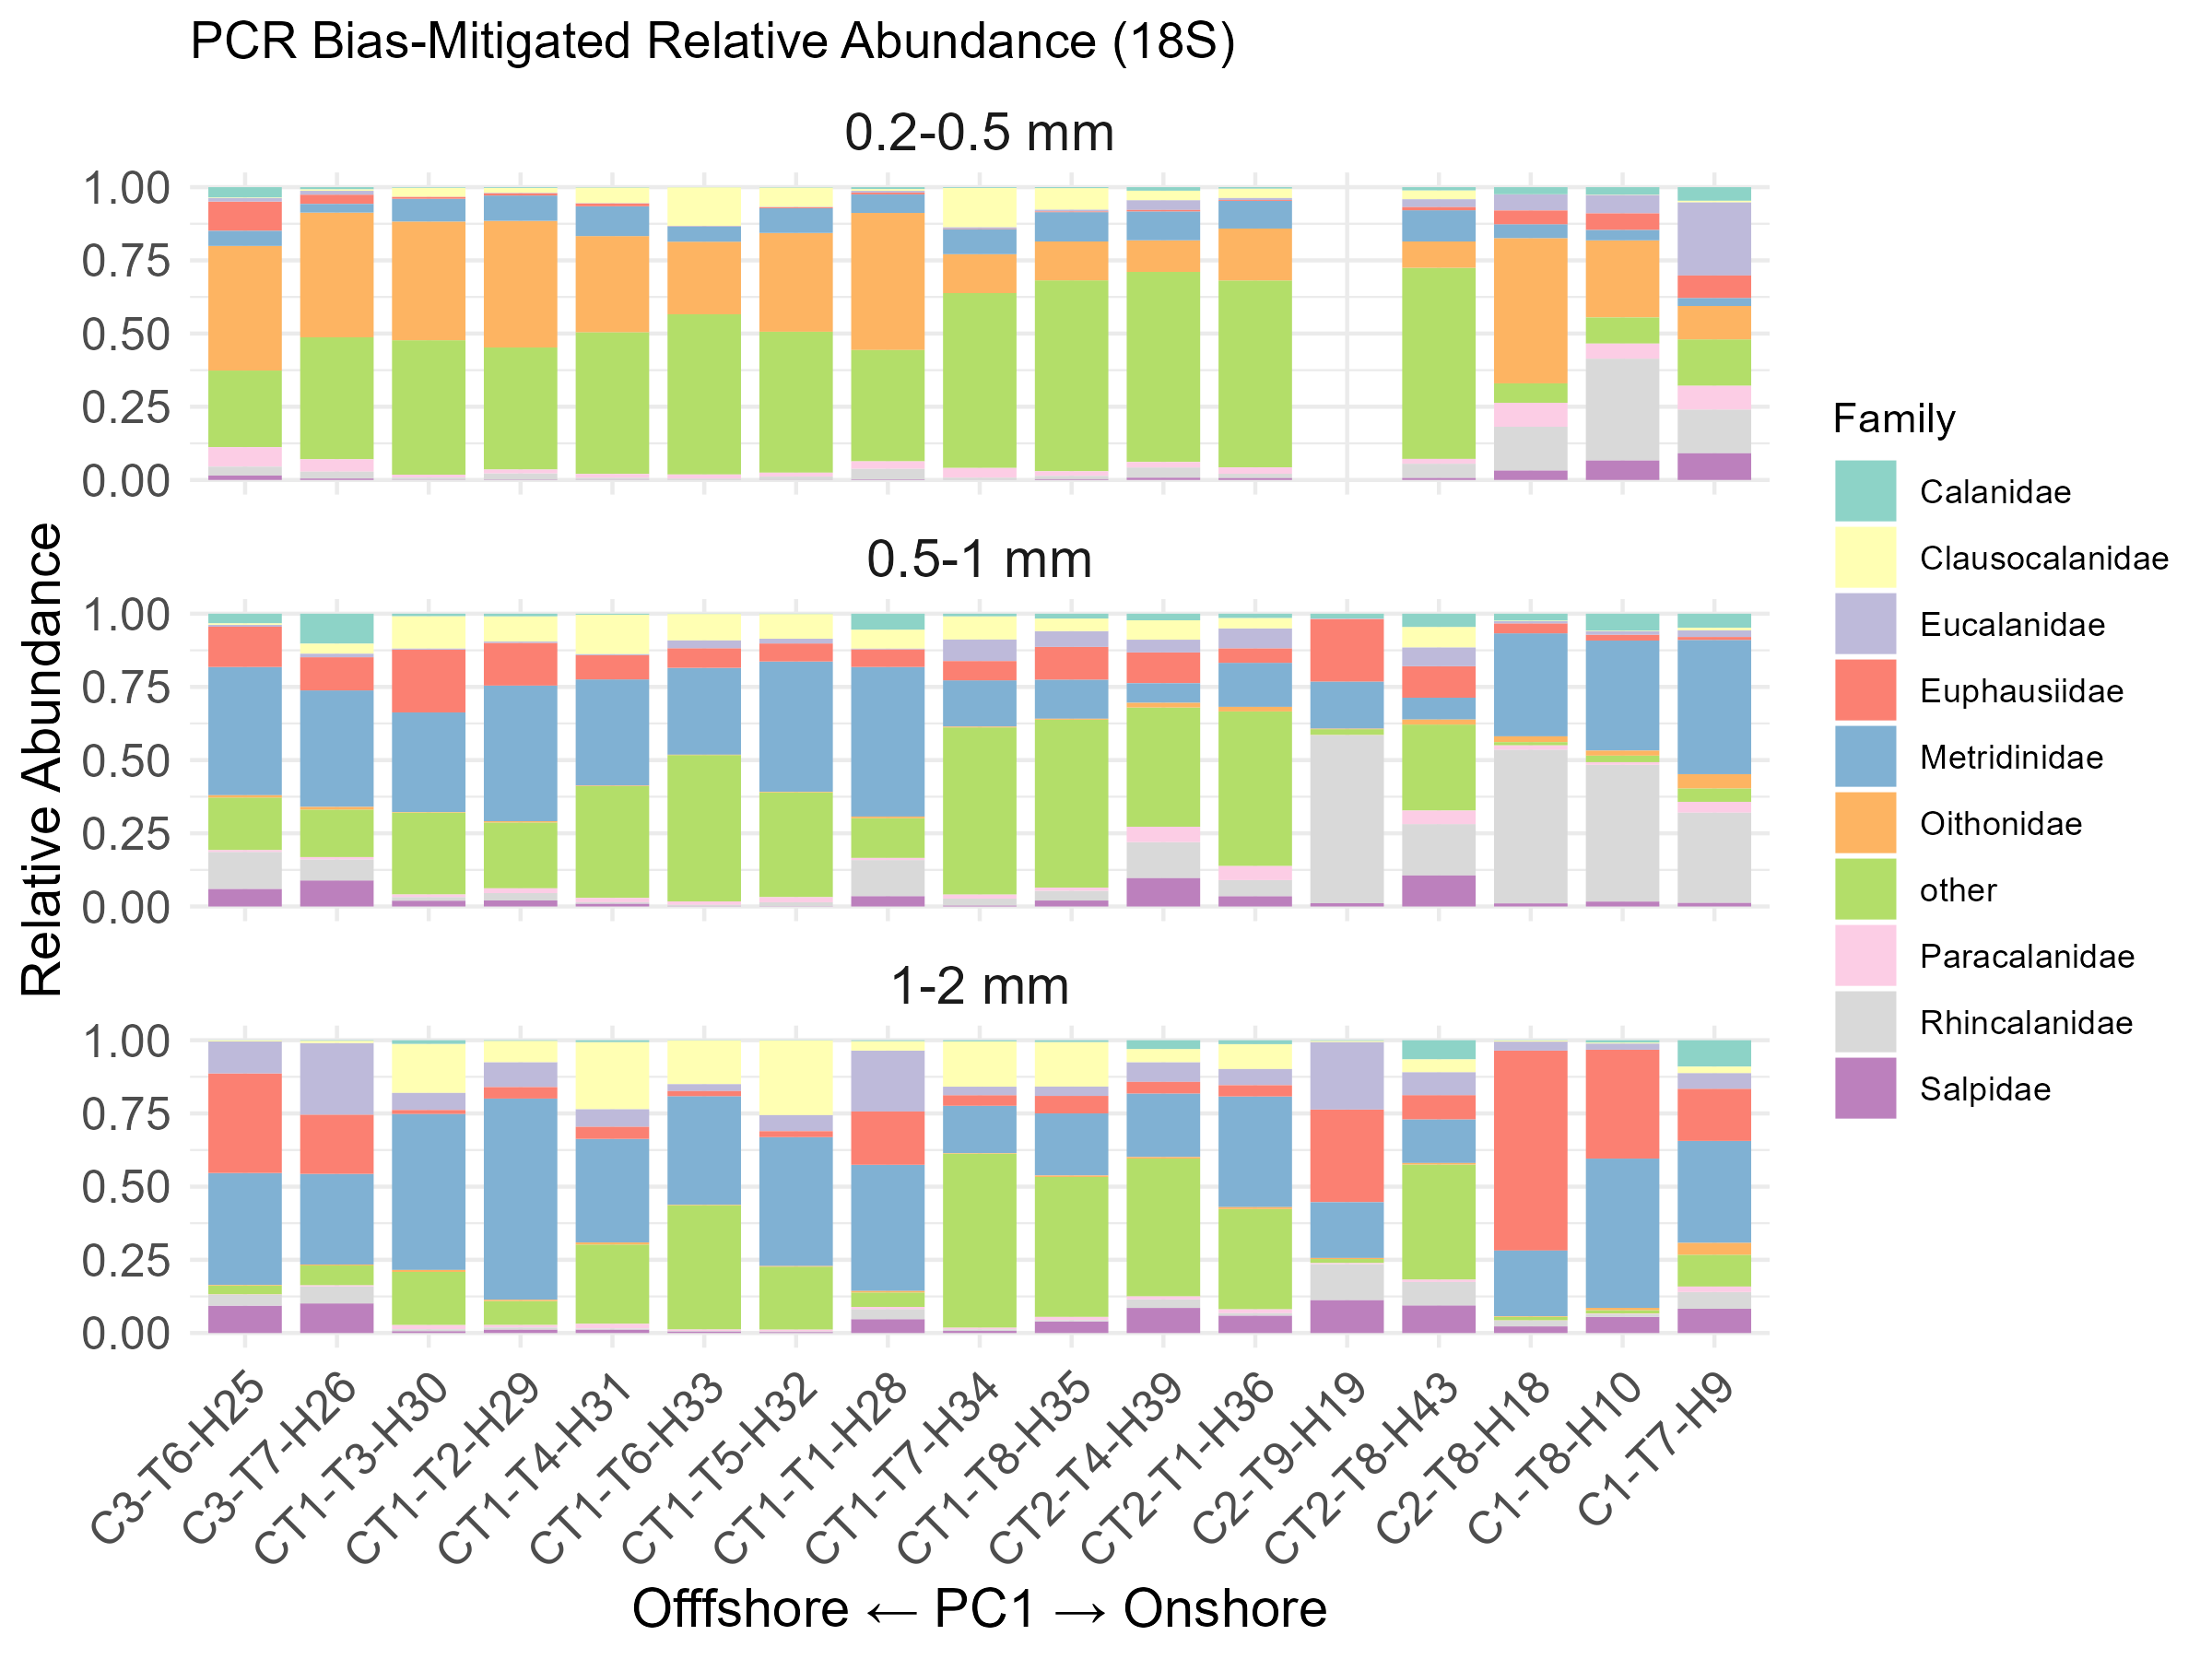 PCR Bias-Mitigated Relative Abundance (18S)
0.2-0.5 mm
1.00
0.75
0.50
0.25
0.00
0.5-1 mm
1.00
0.75
0.50
0.25
0.00
1-2 mm
1.00
0.75
0.50
0.25
0.00
Relative Abundance
C3-T6-H25
C3-T7-H26
CT1-T3-H30
CT1-T2-H29
CT1-T4-H31
CT1-T6-H33
CT1-T5-H32
CT1-T1-H28
CT1-T7-H34
CT1-T8-H35
CT2-T4-H39
CT2-T1-H36
C2-T9-H19
CT2-T8-H43
C2-T8-H18
C1-T8-H10
C1-T7-H9
Offfshore ← PC1 → Onshore
Family
Calanidae
Clausocalanidae
Eucalanidae
Euphausiidae
Metridinidae
Oithonidae
other
Paracalanidae
Rhincalanidae
Salpidae